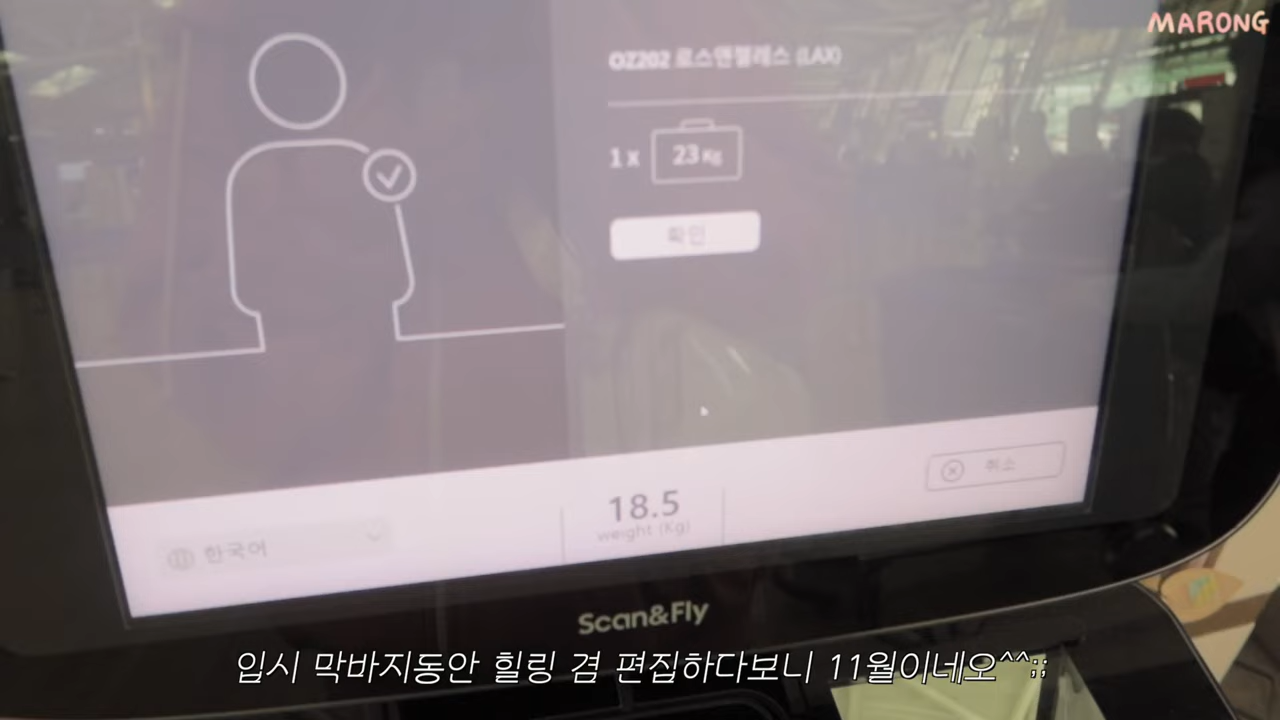 MARONG
OZ202 로스앤젤레스 (LAX)
1 x 23 Kg
확인
취소
18.5
weight (Kg)
한국어
Scan&Fly
입시 막바지동안 힐링 겸 편집하다보니 11월이네오^^;;